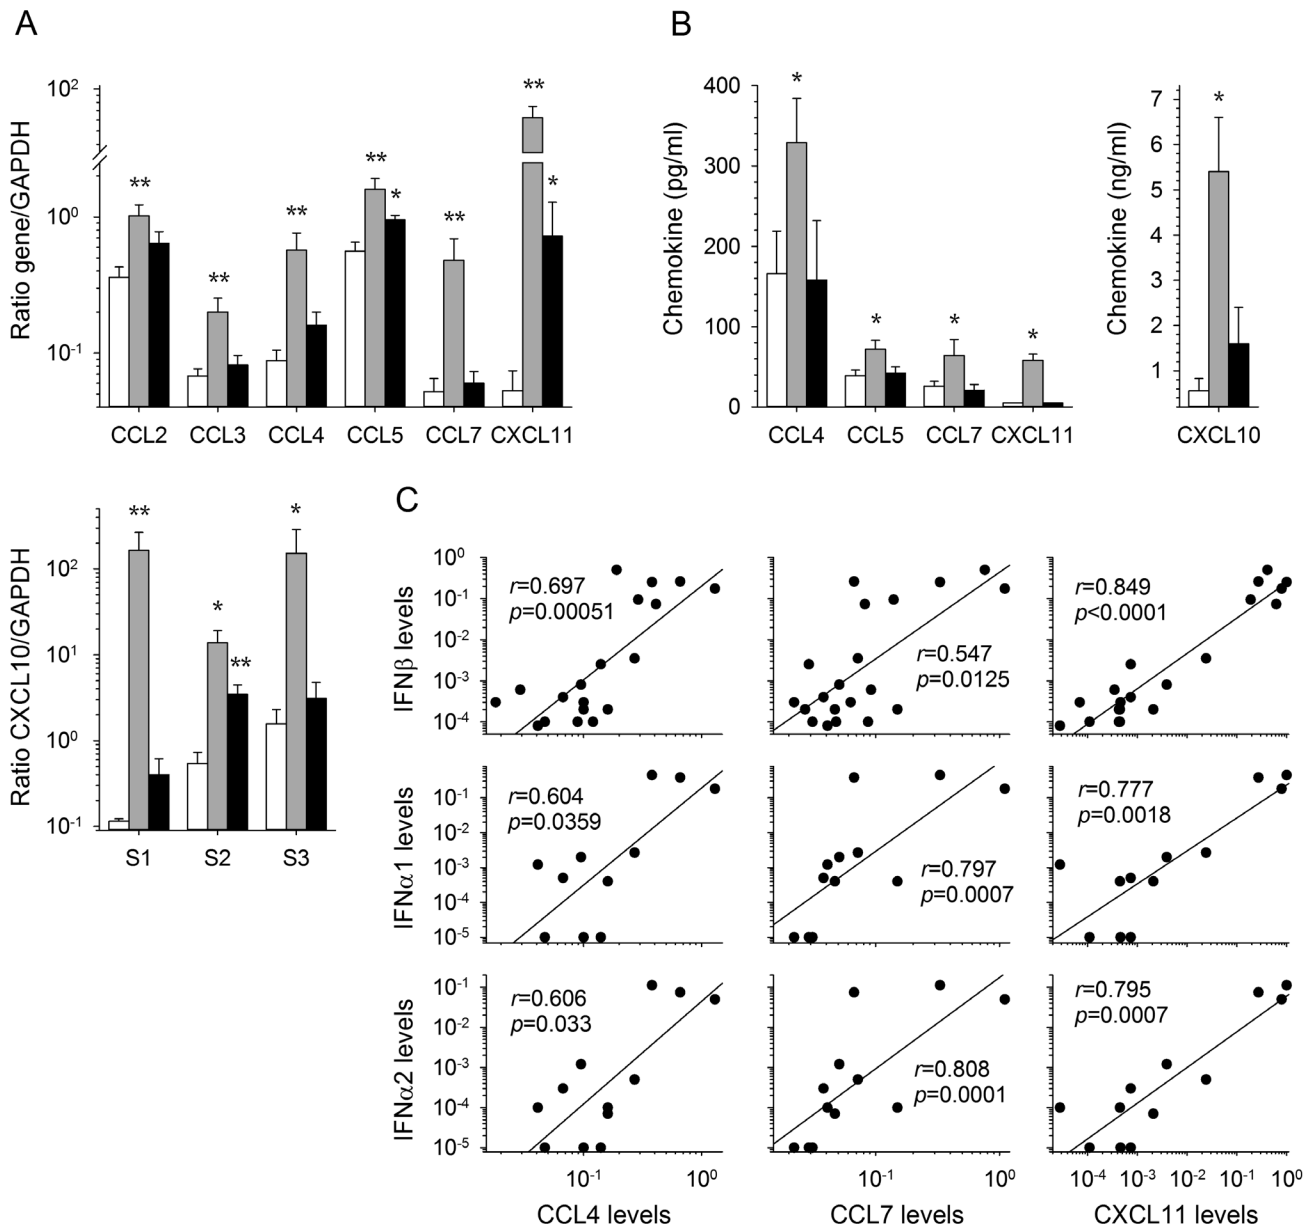 A
Ratio gene/GAPDH
10²
10⁰
10⁻¹
** ** ** ** * ** ** *
CCL2 CCL3 CCL4 CCL5 CCL7 CXCL11
B
Chemokine (pg/ml)
400
300
200
100
0
* * * *
CCL4 CCL5 CCL7 CXCL11
Chemokine (ng/ml)
7
6
5
4
3
2
1
*
CXCL10
Ratio CXCL10/GAPDH
10²
10¹
10⁰
10⁻¹
** * ** *
S1 S2 S3
C
IFNβ levels
10⁰
10⁻¹
10⁻²
10⁻³
10⁻⁴
r=0.697
p=0.00051
r=0.547
p=0.0125
r=0.849
p<0.0001
IFNα1 levels
10⁻¹
10⁻²
10⁻³
10⁻⁴
10⁻⁵
r=0.604
p=0.0359
r=0.797
p=0.0007
r=0.777
p=0.0018
IFNα2 levels
10⁻¹
10⁻²
10⁻³
10⁻⁴
10⁻⁵
r=0.606
p=0.033
r=0.808
p=0.0001
r=0.795
p=0.0007
10⁻¹ 10⁰
10⁻¹ 10⁰
10⁻⁴ 10⁻³ 10⁻² 10⁻¹ 10⁰
CCL4 levels
CCL7 levels
CXCL11 levels